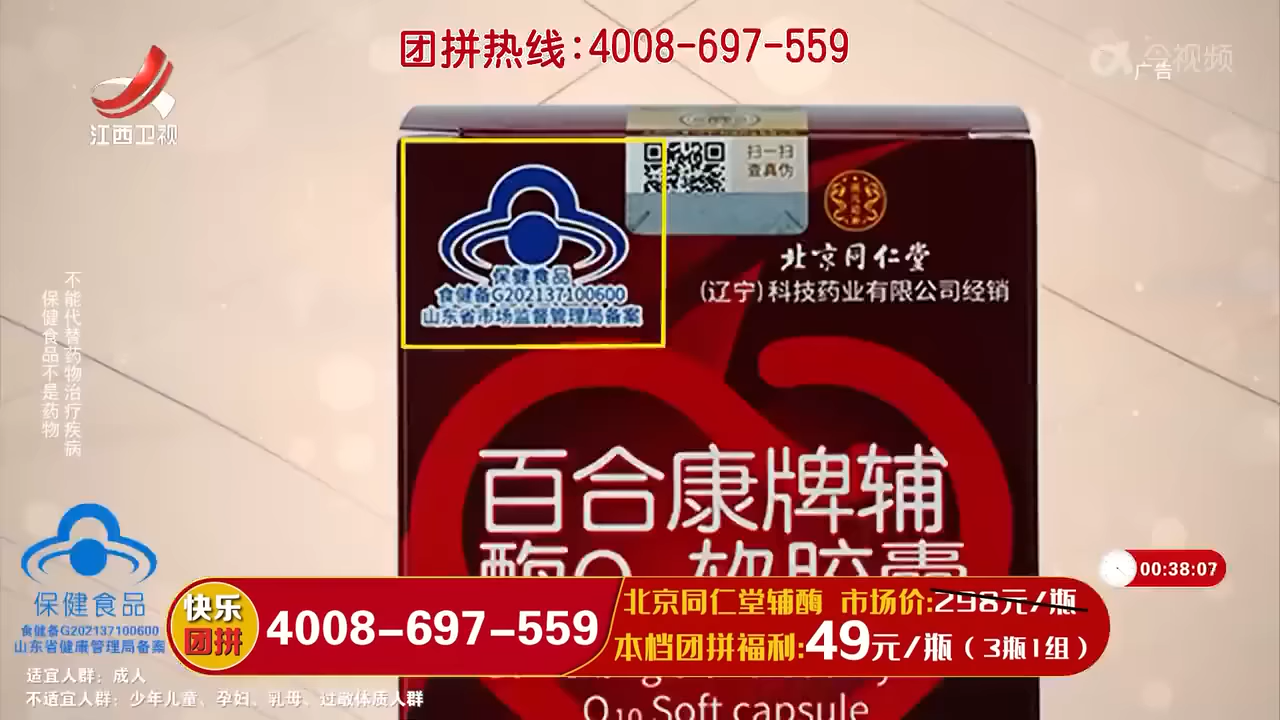 团拼热线:4008-697-559
江西卫视
今视频
广告
扫一扫
查真伪
保健食品
食健备G202137100600
山东省市场监督管理局备案
北京同仁堂
(辽宁)科技药业有限公司经销
不能代替药物治疗疾病
保健食品不是药物
百合康牌辅
酶Q 软胶囊
00:38:07
保健食品
食健备G202137100600
山东省健康管理局备案
快乐
团拼
4008-697-559
北京同仁堂辅酶 市场价:298元/瓶
本档团拼福利:49元/瓶(3瓶1组)
适宜人群:成人
不适宜人群:少年儿童、孕妇、乳母、过敏体质人群
Q10 Soft capsule